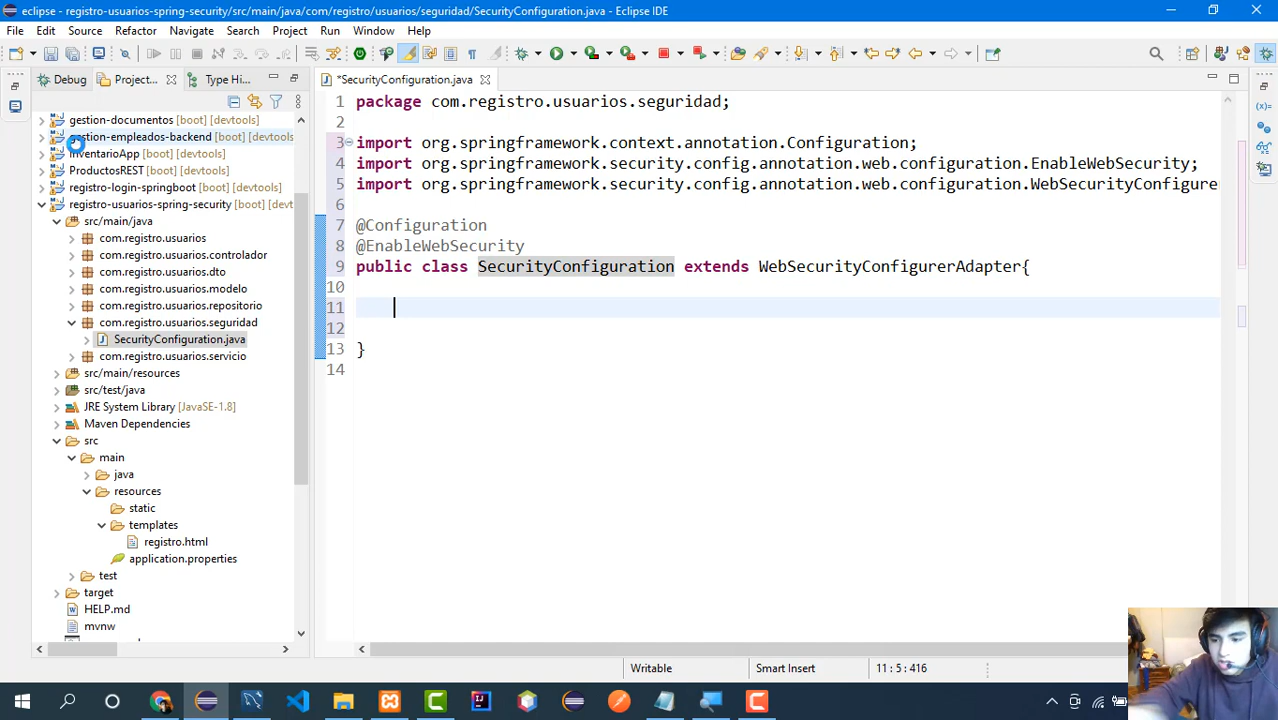 eclipse - registro-usuarios-spring-security/src/main/java/com/registro/usuarios/seguridad/SecurityConfiguration.java - Eclipse IDE
File Edit Source Refactor Navigate Search Project Run Window Help
Debug Project... Type Hi... *SecurityConfiguration.java
gestion-documentos [boot] [devtools]
gestion-empleados-backend [boot] [devtools
InventarioApp [boot] [devtools]
ProductosREST [boot] [devtools]
registro-login-springboot [boot] [devtools]
registro-usuarios-spring-security [boot] [devt
src/main/java
com.registro.usuarios
com.registro.usuarios.controlador
com.registro.usuarios.dto
com.registro.usuarios.modelo
com.registro.usuarios.repositorio
com.registro.usuarios.seguridad
SecurityConfiguration.java
com.registro.usuarios.servicio
src/main/resources
src/test/java
JRE System Library [JavaSE-1.8]
Maven Dependencies
src
main
java
resources
static
templates
registro.html
application.properties
test
target
HELP.md
mvnw
1 package com.registro.usuarios.seguridad;
2
3 import org.springframework.context.annotation.Configuration;
4 import org.springframework.security.config.annotation.web.configuration.EnableWebSecurity;
5 import org.springframework.security.config.annotation.web.configuration.WebSecurityConfigurer
6
7 @Configuration
8 @EnableWebSecurity
9 public class SecurityConfiguration extends WebSecurityConfigurerAdapter{
10
11
12
13 }
14
Writable Smart Insert 11 : 5 : 416